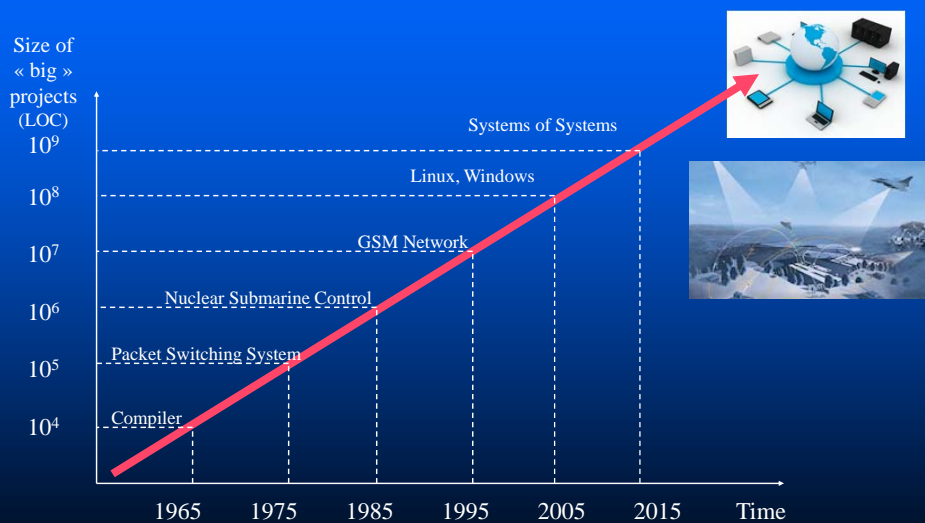 Size of
« big »
projects
(LOC)
10⁹
Systems of Systems
10⁸
Linux, Windows
10⁷
GSM Network
10⁶
Nuclear Submarine Control
10⁵
Packet Switching System
10⁴
Compiler
1965 1975 1985 1995 2005 2015 Time